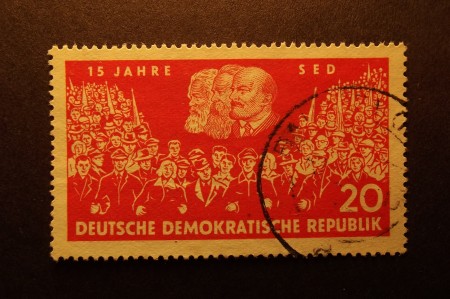 15 JAHRE SED
20
DEUTSCHE DEMOKRATISCHE REPUBLIK